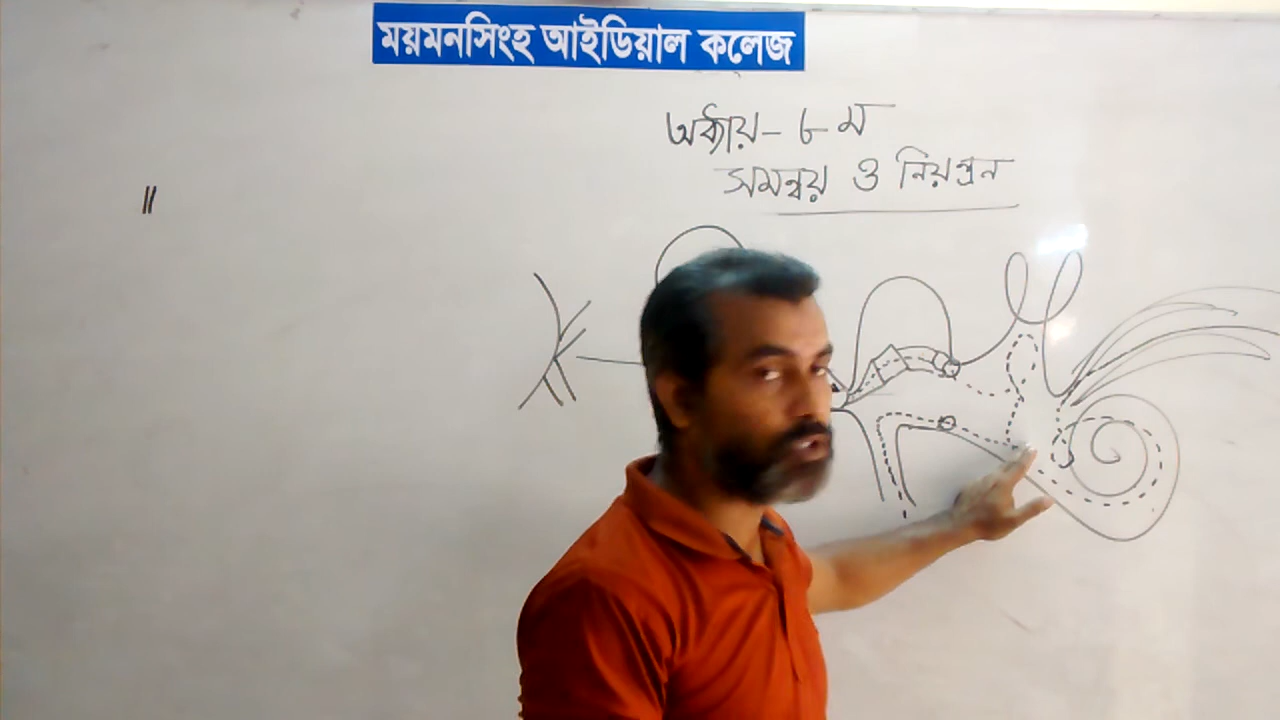 ময়মনসিংহ আইডিয়াল কলেজ
অধ্যায় - ৮ম
সমন্বয় ও নিয়ন্ত্রন
॥